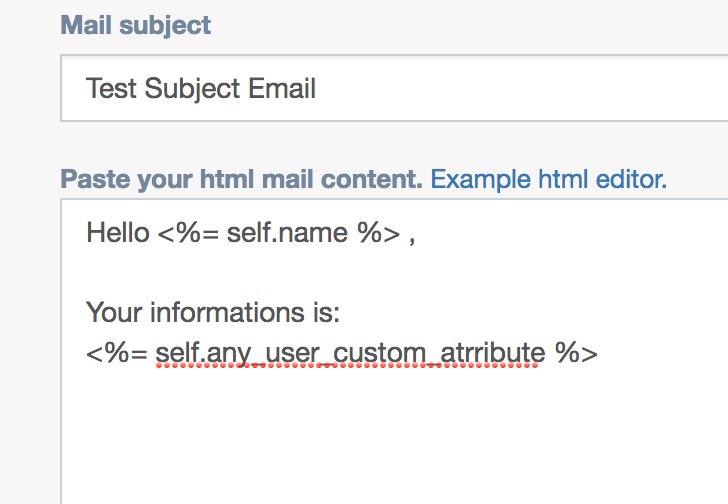 Mail subject
Test Subject Email
Paste your html mail content. Example html editor.
Hello <%= self.name %> ,
Your informations is:
<%= self.any_user_custom_atrribute %>